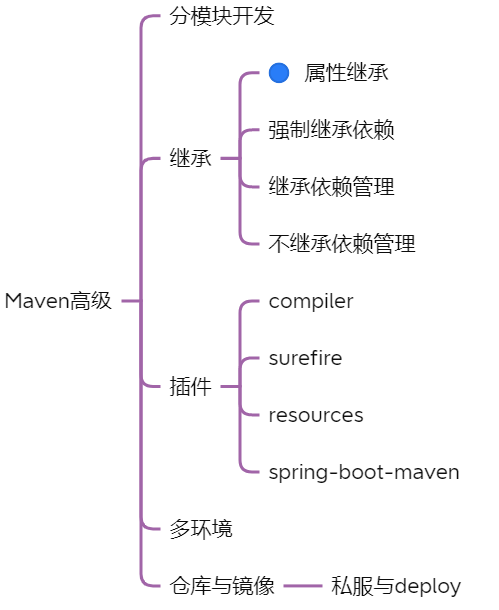 Maven高级
分模块开发
继承
属性继承
强制继承依赖
继承依赖管理
不继承依赖管理
插件
compiler
surefire
resources
spring-boot-maven
多环境
仓库与镜像
私服与deploy